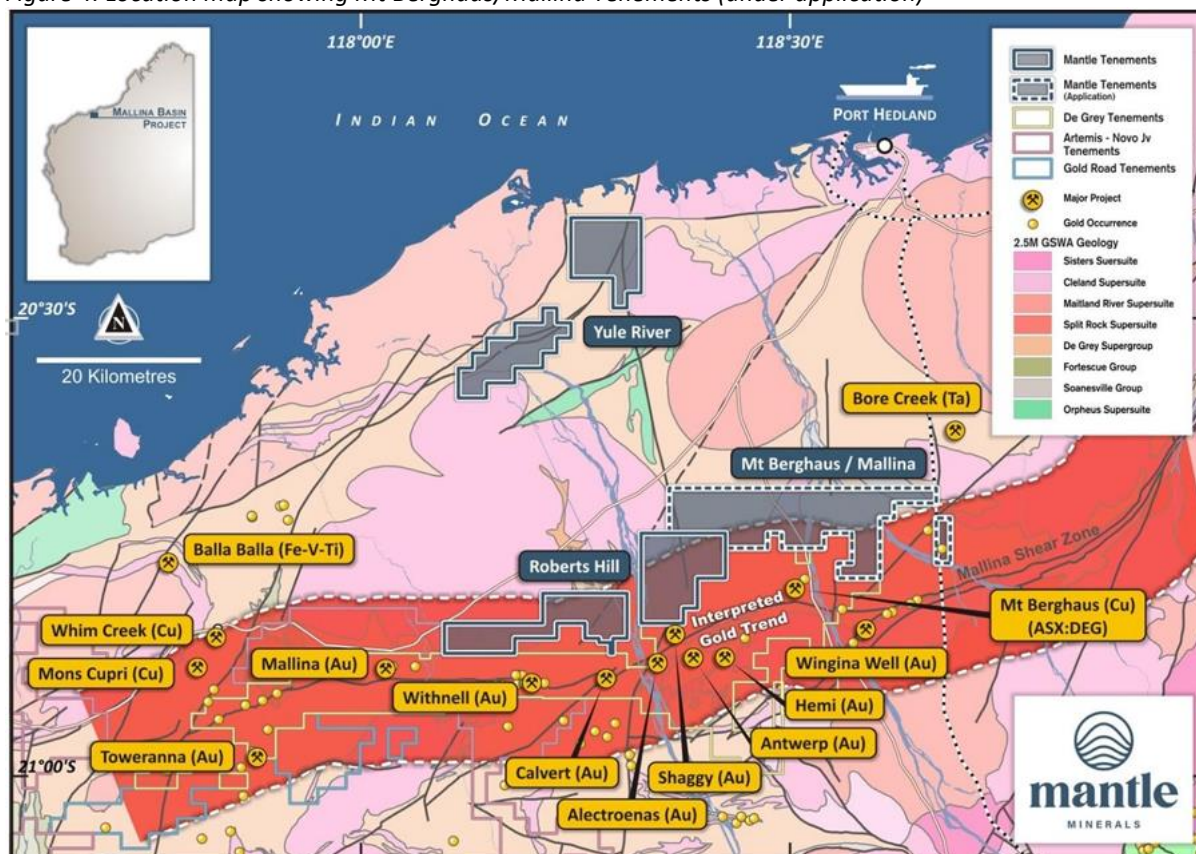 Figure 4: Location map showing Mt Berghaus/Mallina Tenements (under application)
118°00'E
118°30'E
MALLINA BASIN
PROJECT
INDIAN OCEAN
PORT HEDLAND
Mantle Tenements
Mantle Tenements
(Application)
De Grey Tenements
Artemis - Novo Jv
Tenements
Gold Road Tenements
Major Project
Gold Occurrence
2.5M GSWA Geology
Sisters Suersuite
Cleland Supersuite
Maitland River Supersuite
Split Rock Supersuite
De Grey Supergroup
Fortescue Group
Soanesville Group
Orpheus Supersuite
20°30'S
N
20 Kilometres
Yule River
Bore Creek (Ta)
Mt Berghaus / Mallina
Balla Balla (Fe-V-Ti)
Roberts Hill
Mallina Shear Zone
Interpreted
Gold Trend
Mt Berghaus (Cu)
(ASX:DEG)
Whim Creek (Cu)
Mons Cupri (Cu)
Mallina (Au)
Withnell (Au)
Wingina Well (Au)
Hemi (Au)
Antwerp (Au)
Toweranna (Au)
Calvert (Au)
Shaggy (Au)
Alectroenas (Au)
21°00'S
mantle
MINERALS